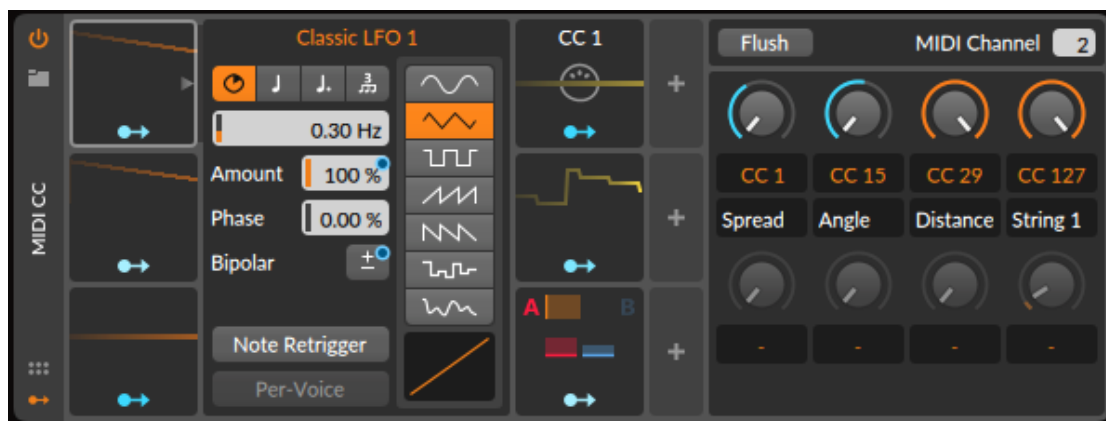 MIDI CC
Classic LFO 1
3
0.30 Hz
Amount 100 %
Phase 0.00 %
Bipolar ±
Note Retrigger
Per-Voice
CC 1
A B
Flush MIDI Channel 2
CC 1 CC 15 CC 29 CC 127
Spread Angle Distance String 1
- - - -